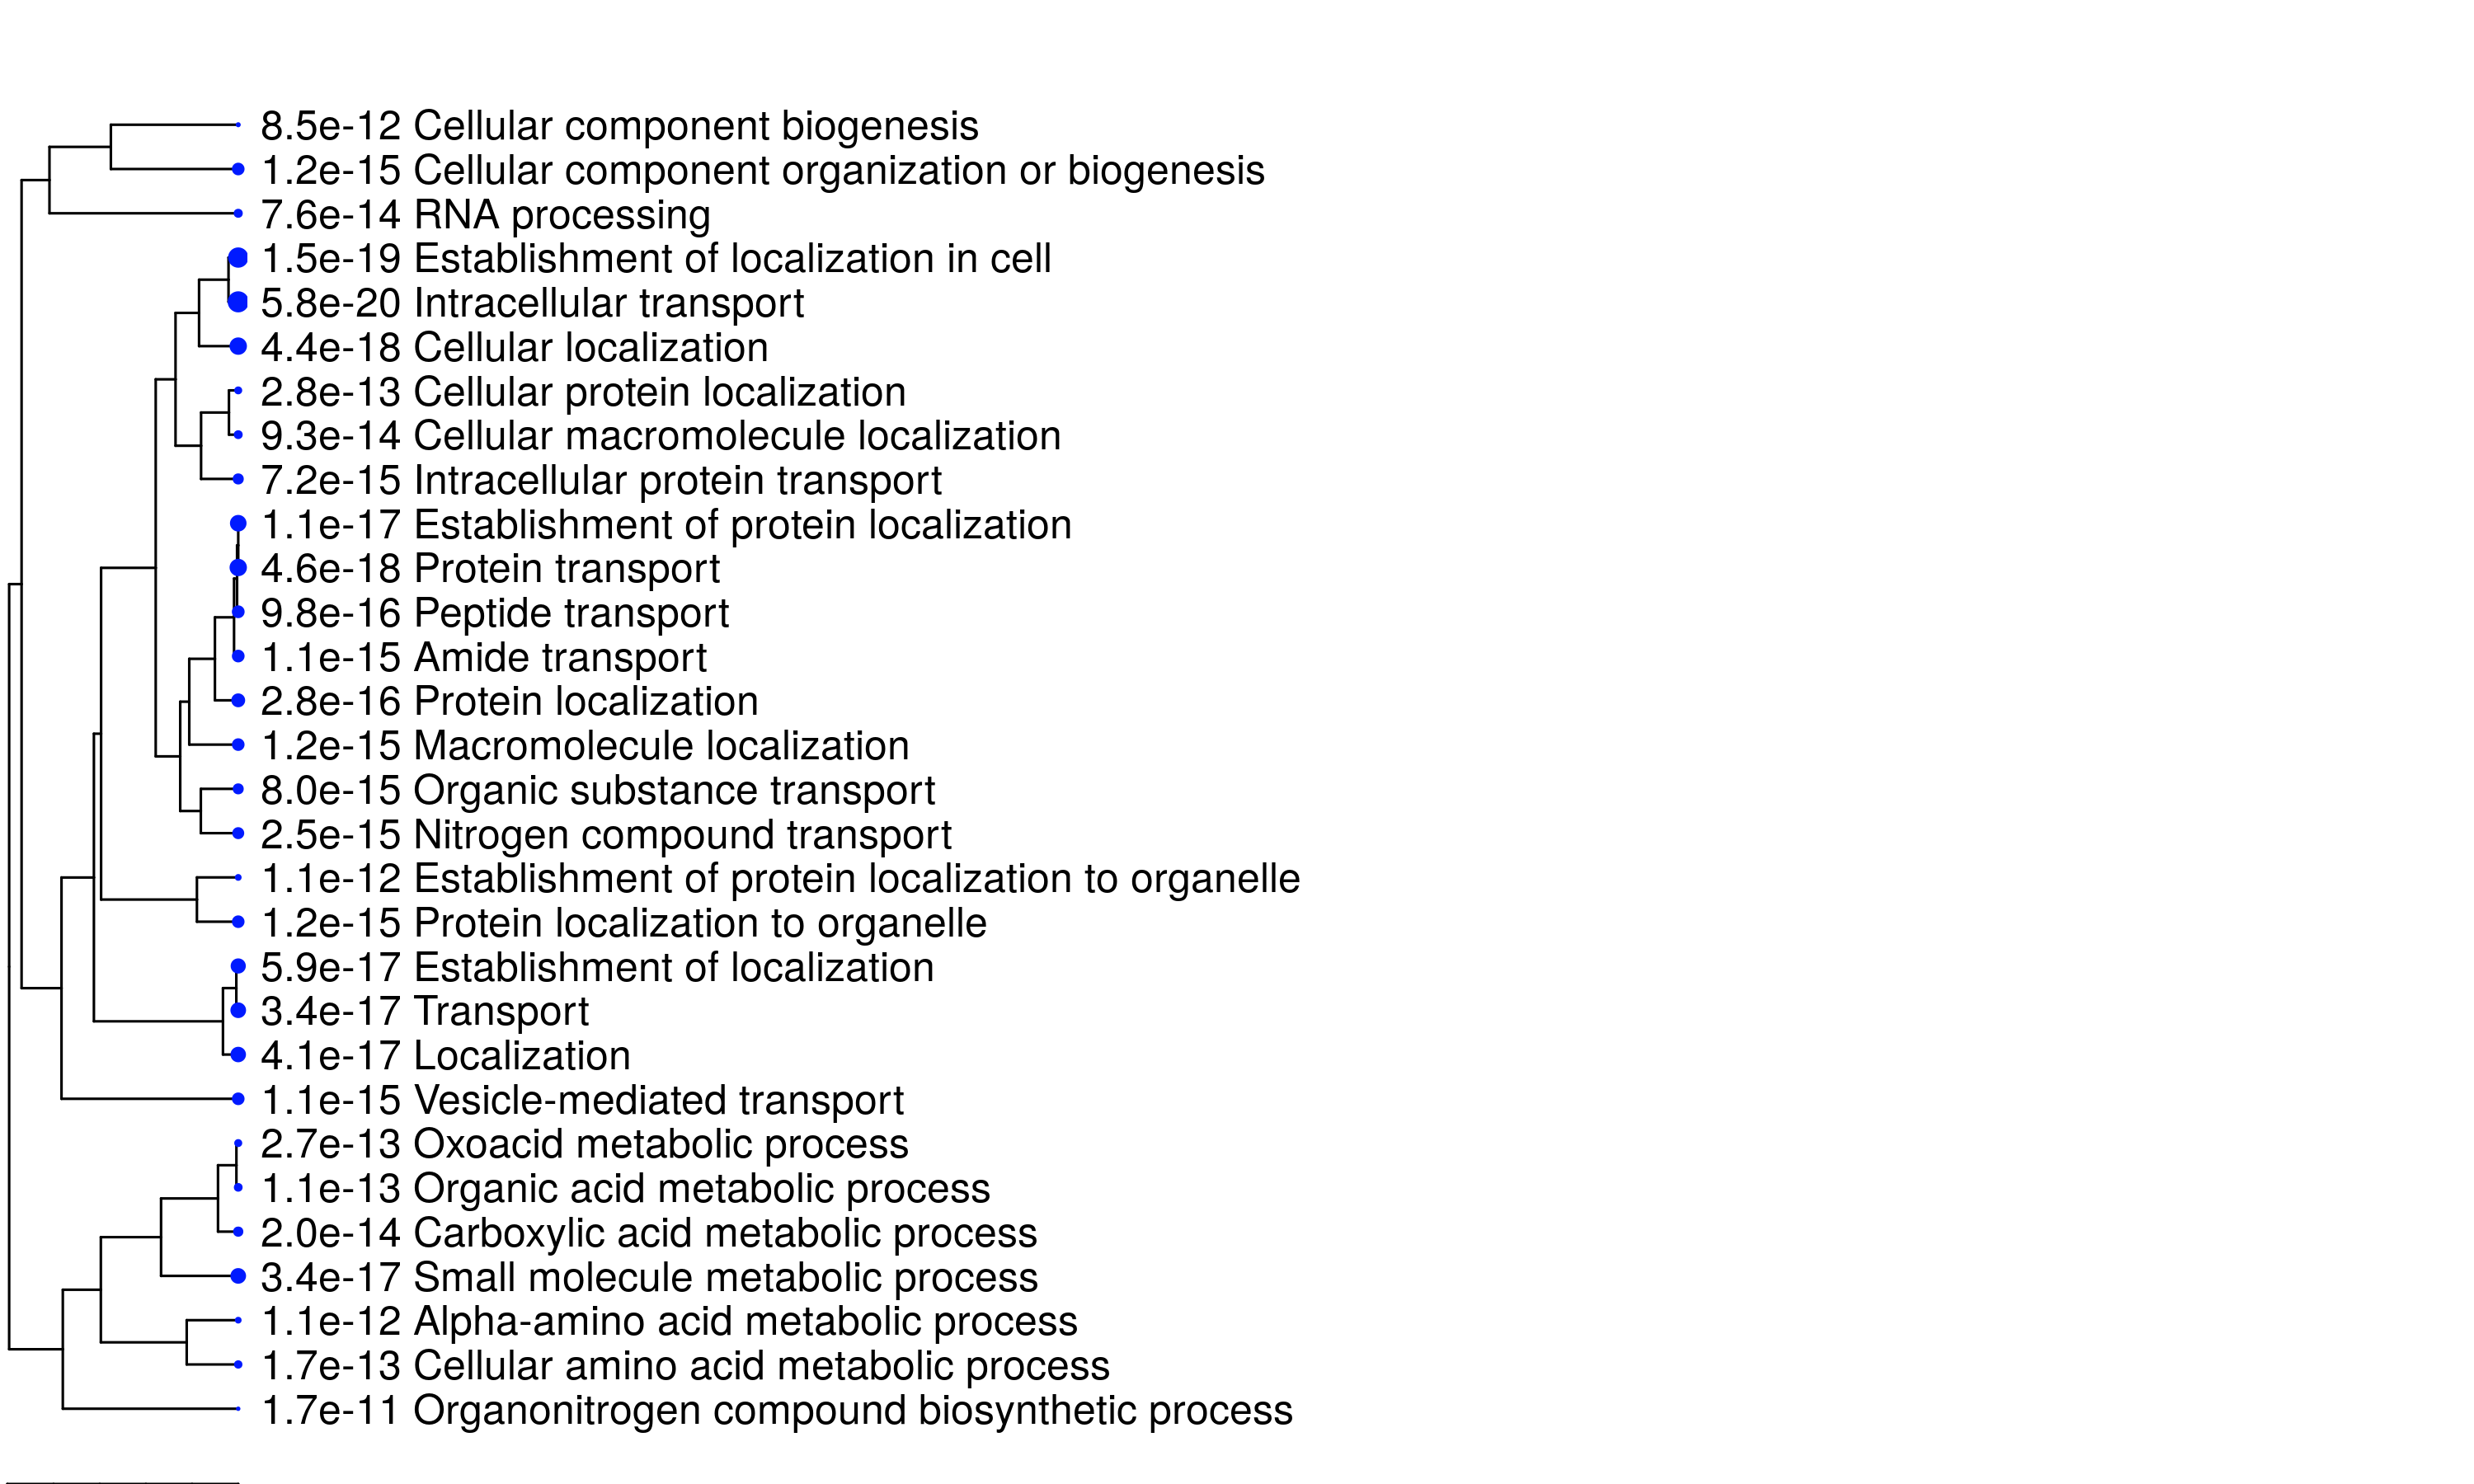 8.5e-12 Cellular component biogenesis
1.2e-15 Cellular component organization or biogenesis
7.6e-14 RNA processing
1.5e-19 Establishment of localization in cell
5.8e-20 Intracellular transport
4.4e-18 Cellular localization
2.8e-13 Cellular protein localization
9.3e-14 Cellular macromolecule localization
7.2e-15 Intracellular protein transport
1.1e-17 Establishment of protein localization
4.6e-18 Protein transport
9.8e-16 Peptide transport
1.1e-15 Amide transport
2.8e-16 Protein localization
1.2e-15 Macromolecule localization
8.0e-15 Organic substance transport
2.5e-15 Nitrogen compound transport
1.1e-12 Establishment of protein localization to organelle
1.2e-15 Protein localization to organelle
5.9e-17 Establishment of localization
3.4e-17 Transport
4.1e-17 Localization
1.1e-15 Vesicle-mediated transport
2.7e-13 Oxoacid metabolic process
1.1e-13 Organic acid metabolic process
2.0e-14 Carboxylic acid metabolic process
3.4e-17 Small molecule metabolic process
1.1e-12 Alpha-amino acid metabolic process
1.7e-13 Cellular amino acid metabolic process
1.7e-11 Organonitrogen compound biosynthetic process